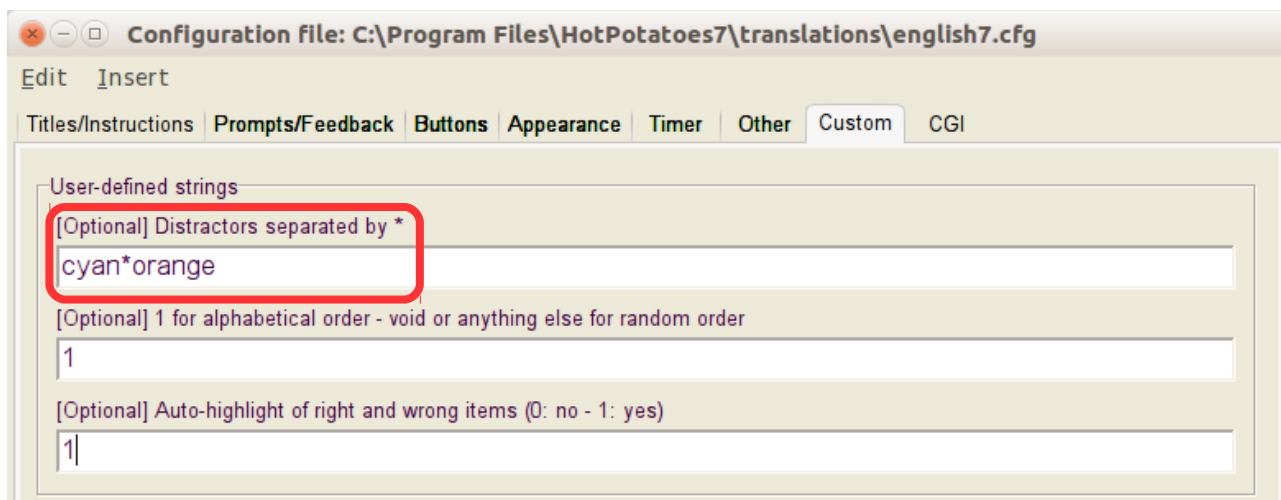 Configuration file: C:\Program Files\HotPotatoes7\translations\english7.cfg
Edit Insert
Titles/Instructions Prompts/Feedback Buttons Appearance Timer Other Custom CGI
User-defined strings
[Optional] Distractors separated by *
cyan*orange
[Optional] 1 for alphabetical order - void or anything else for random order
1
[Optional] Auto-highlight of right and wrong items (0: no - 1: yes)
1